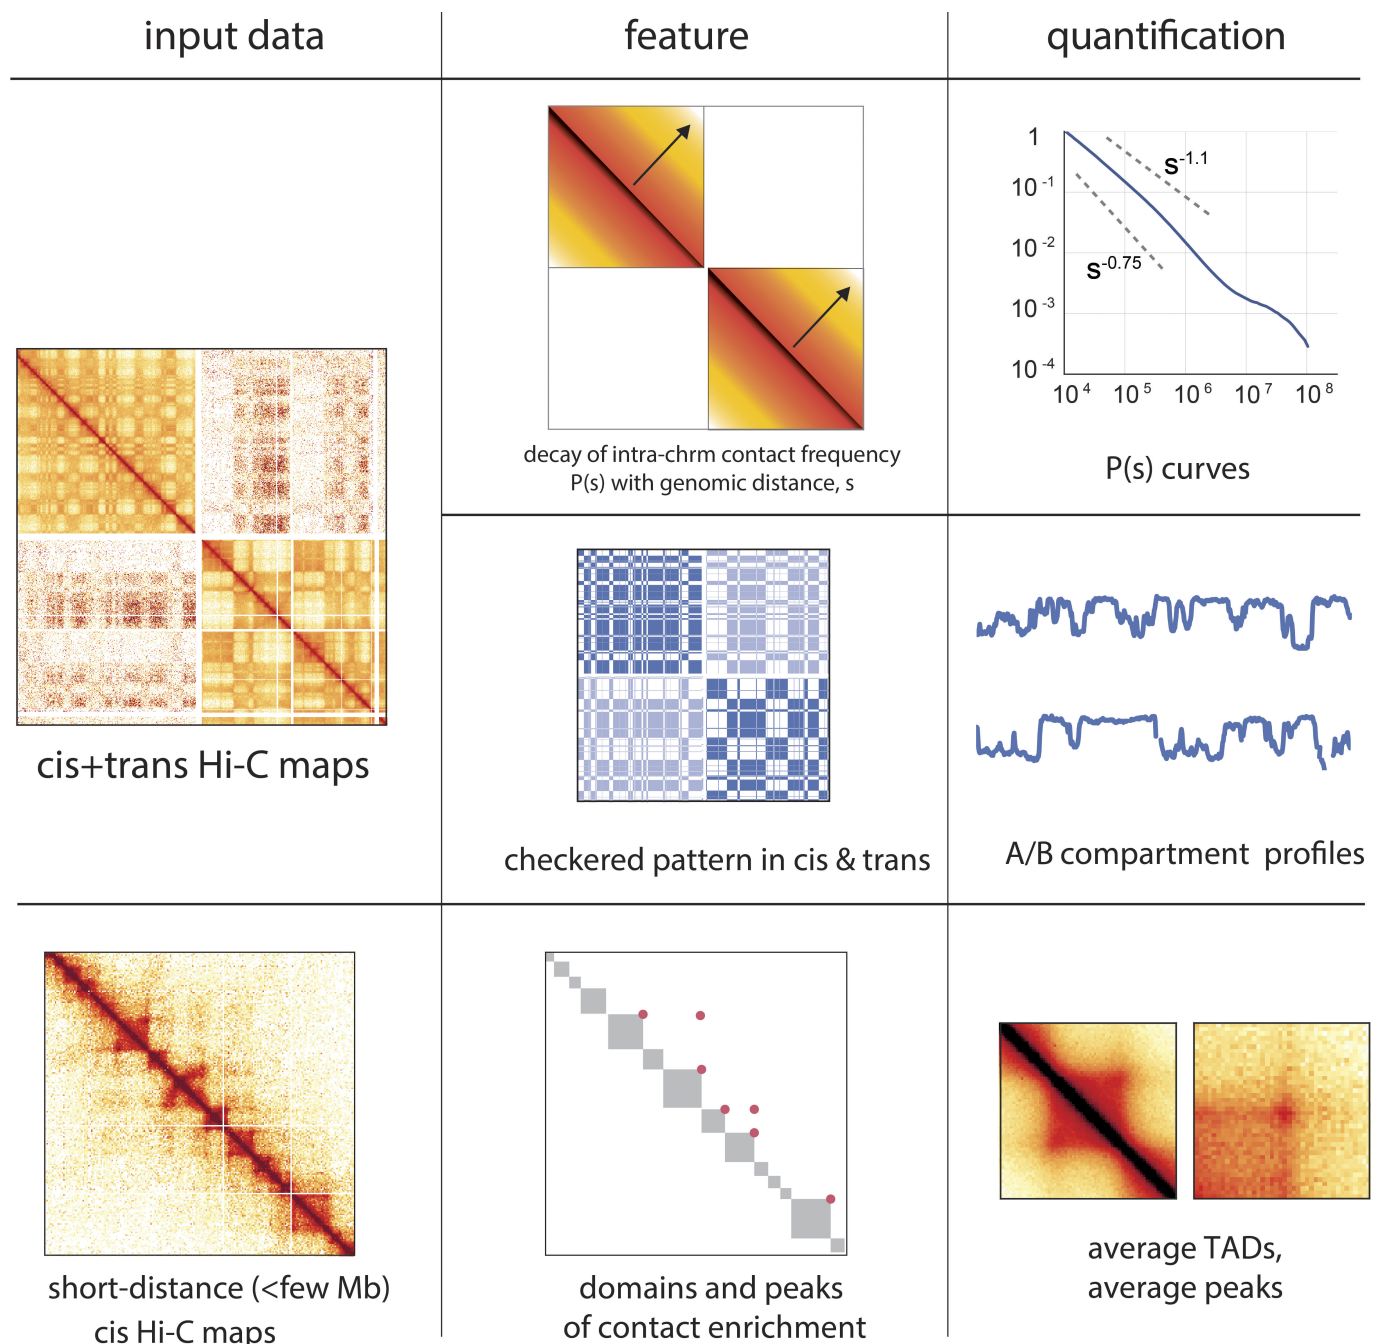 input data
feature
quantification
decay of intra-chrm contact frequency
P(s) with genomic distance, s
1
10⁻¹
10⁻²
10⁻³
10⁻⁴
10⁴ 10⁵ 10⁶ 10⁷ 10⁸
s⁻¹·¹
s⁻⁰·⁷⁵
P(s) curves
cis+trans Hi-C maps
checkered pattern in cis & trans
A/B compartment profiles
short-distance (<few Mb)
cis Hi-C maps
domains and peaks
of contact enrichment
average TADs,
average peaks